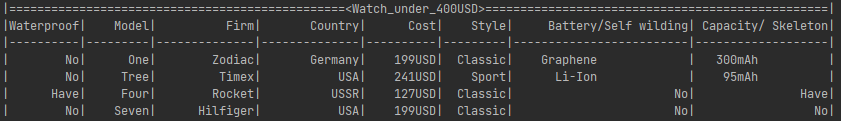 |=============================================<Watch_under_400USD>==============================================|
|Waterproof| Model| Firm| Country| Cost| Style| Battery/Self wilding| Capacity/ Skeleton|
|----------|--------|--------------|------------|----------|--------|----------------------------|------------------|
| No| One| Zodiac| Germany| 199USD| Classic| Graphene | 300mAh |
| No| Tree| Timex| USA| 241USD| Sport| Li-Ion | 95mAh |
| Have| Four| Rocket| USSR| 127USD| Classic| No| Have|
| No| Seven| Hilfiger| USA| 199USD| Classic| No| No|